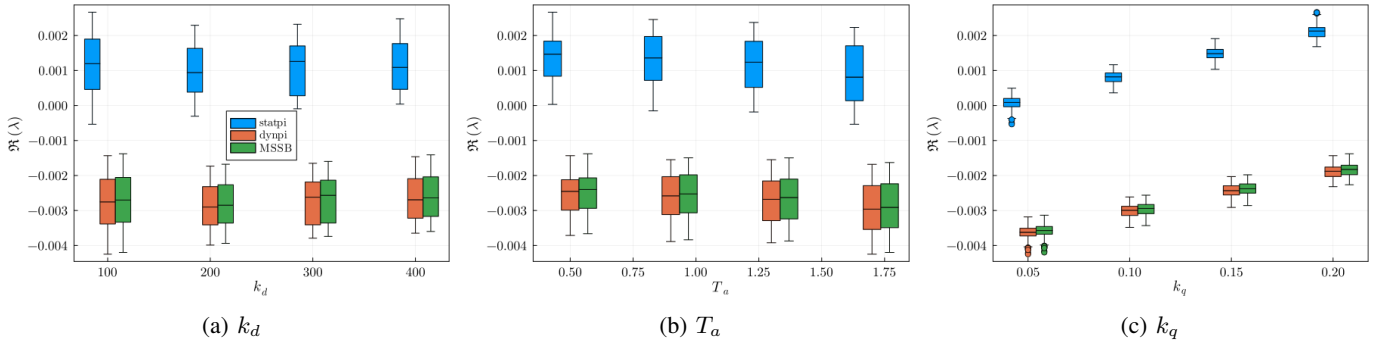 0.002
0.001
0.000
−0.001
−0.002
−0.003
−0.004
ℜ (λ)
statpi
dynpi
MSSB
100
200
300
400
k_d
(a) k_d
0.002
0.001
0.000
−0.001
−0.002
−0.003
−0.004
ℜ (λ)
0.50
0.75
1.00
1.25
1.50
1.75
T_a
(b) T_a
0.002
0.001
0.000
−0.001
−0.002
−0.003
−0.004
ℜ (λ)
0.05
0.10
0.15
0.20
k_q
(c) k_q